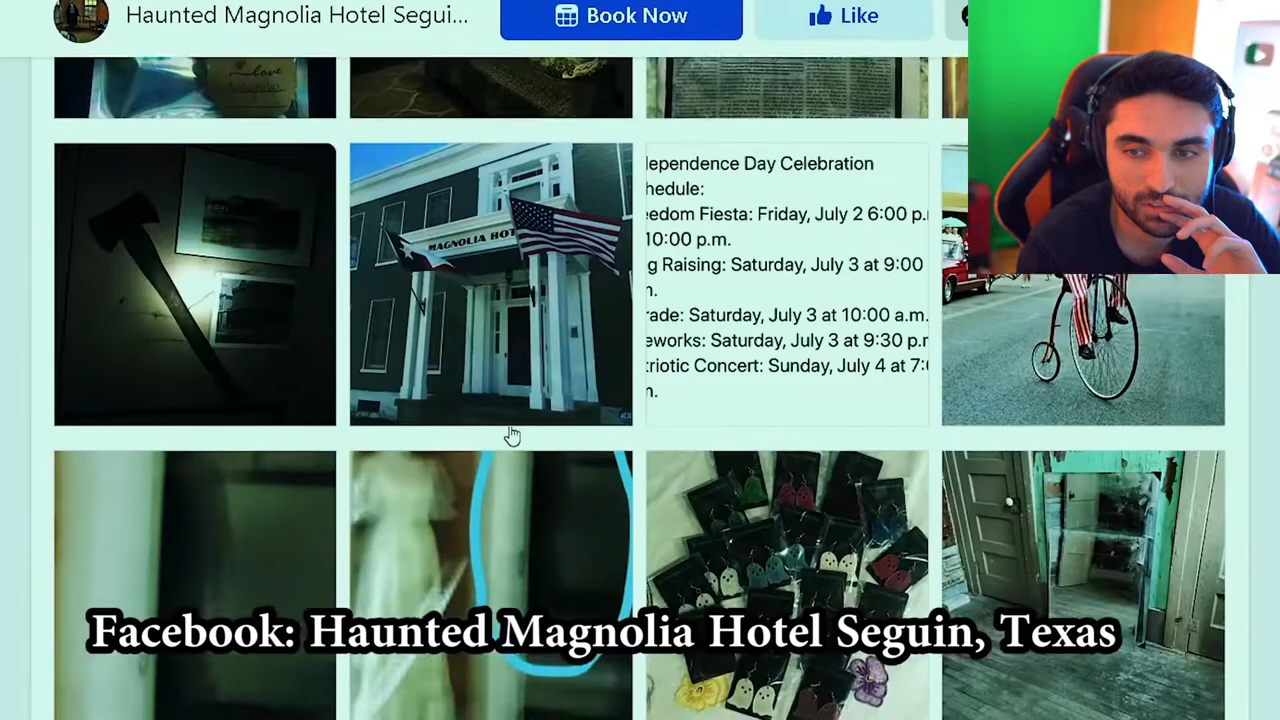 Haunted Magnolia Hotel Segui...
Book Now
Like
Love
MAGNOLIA HOT
dependence Day Celebration
hedule:
edom Fiesta: Friday, July 2 6:00 p.
10:00 p.m.
g Raising: Saturday, July 3 at 9:00
n.
rade: Saturday, July 3 at 10:00 a.m.
eworks: Saturday, July 3 at 9:30 p.r
triotic Concert: Sunday, July 4 at 7:
n.
Facebook: Haunted Magnolia Hotel Seguin, Texas